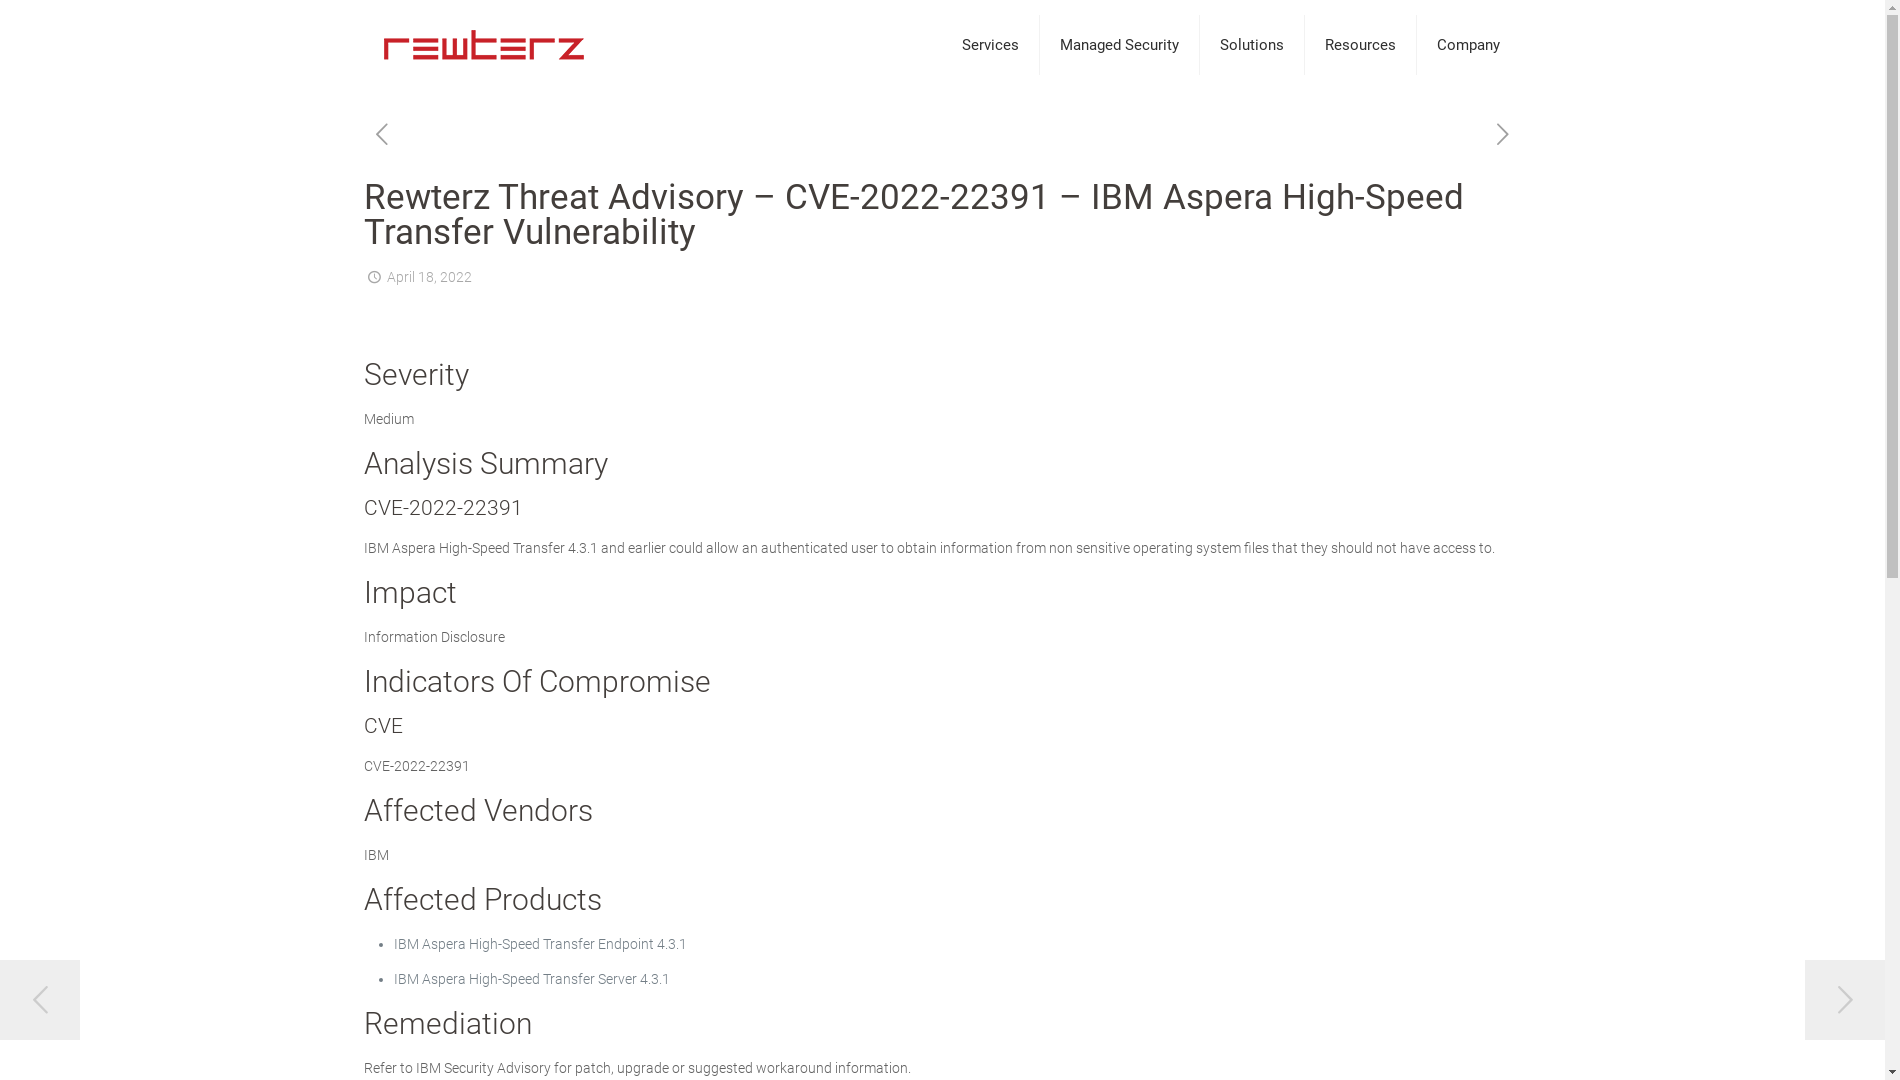 rewterz
Services
Managed Security
Solutions
Resources
Company
Rewterz Threat Advisory – CVE-2022-22391 – IBM Aspera High-Speed
Transfer Vulnerability
April 18, 2022
Severity
Medium
Analysis Summary
CVE-2022-22391
IBM Aspera High-Speed Transfer 4.3.1 and earlier could allow an authenticated user to obtain information from non sensitive operating system files that they should not have access to.
Impact
Information Disclosure
Indicators Of Compromise
CVE
CVE-2022-22391
Affected Vendors
IBM
Affected Products
IBM Aspera High-Speed Transfer Endpoint 4.3.1
IBM Aspera High-Speed Transfer Server 4.3.1
Remediation
Refer to IBM Security Advisory for patch, upgrade or suggested workaround information.